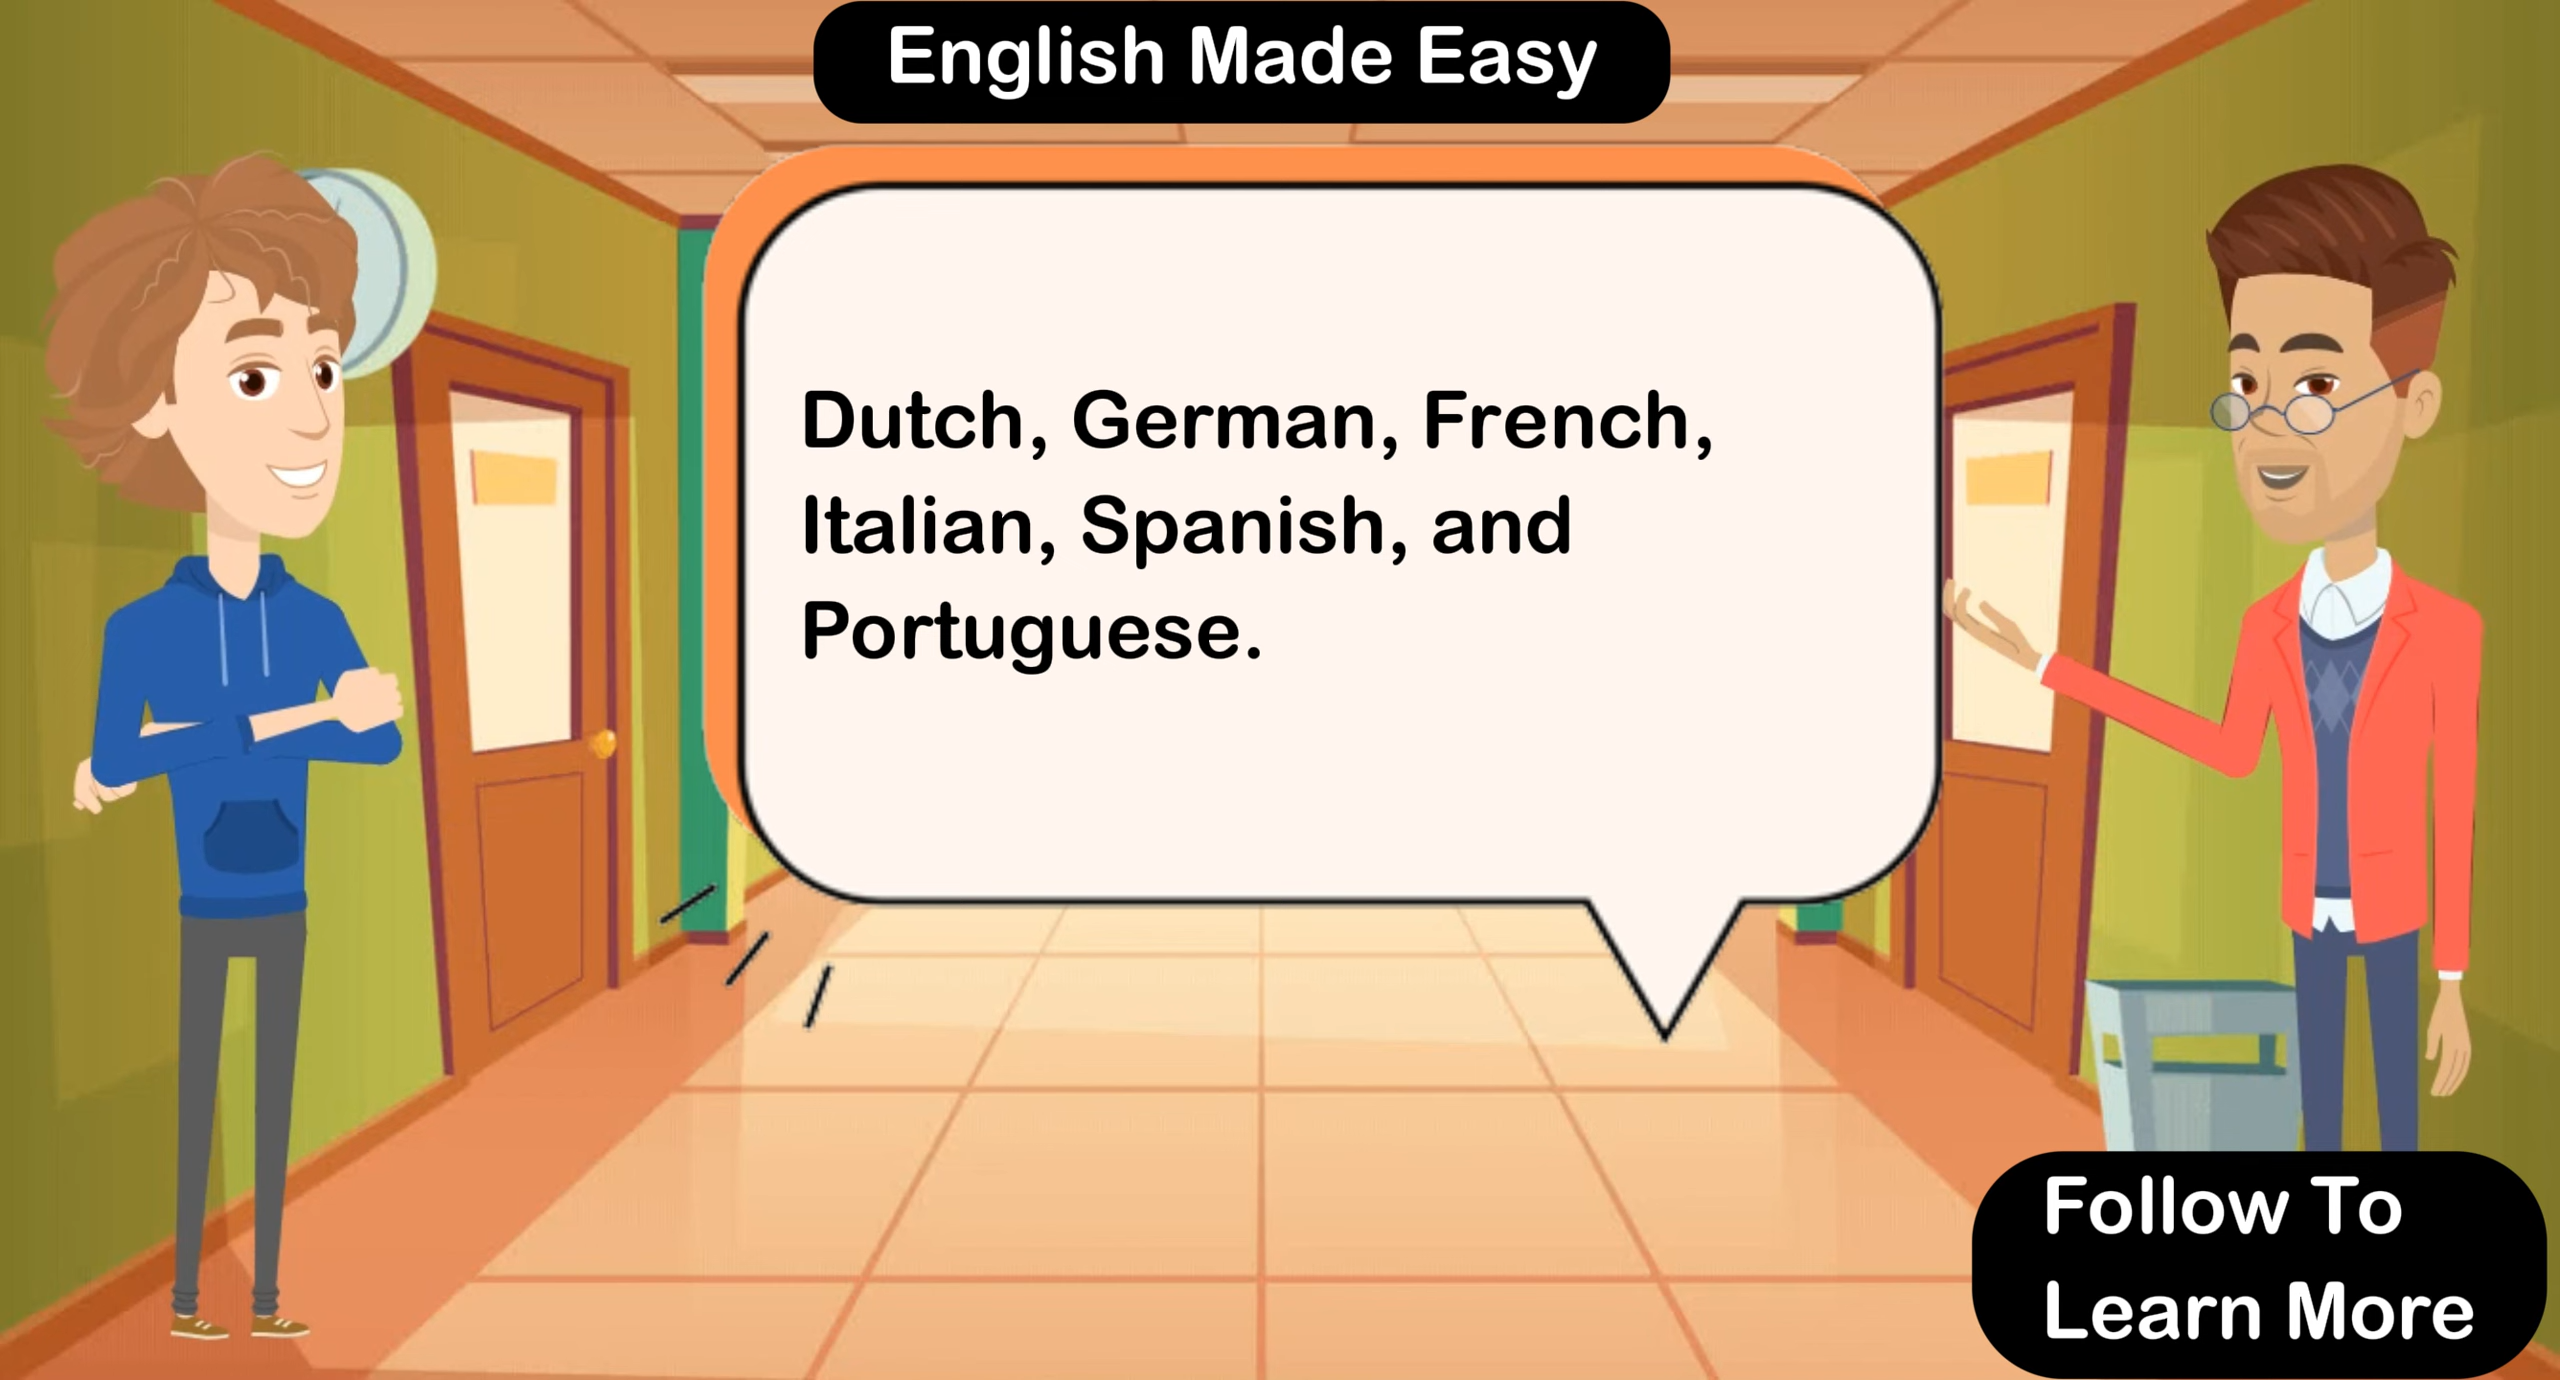 English Made Easy
Dutch, German, French,
Italian, Spanish, and
Portuguese.
Follow To
Learn More